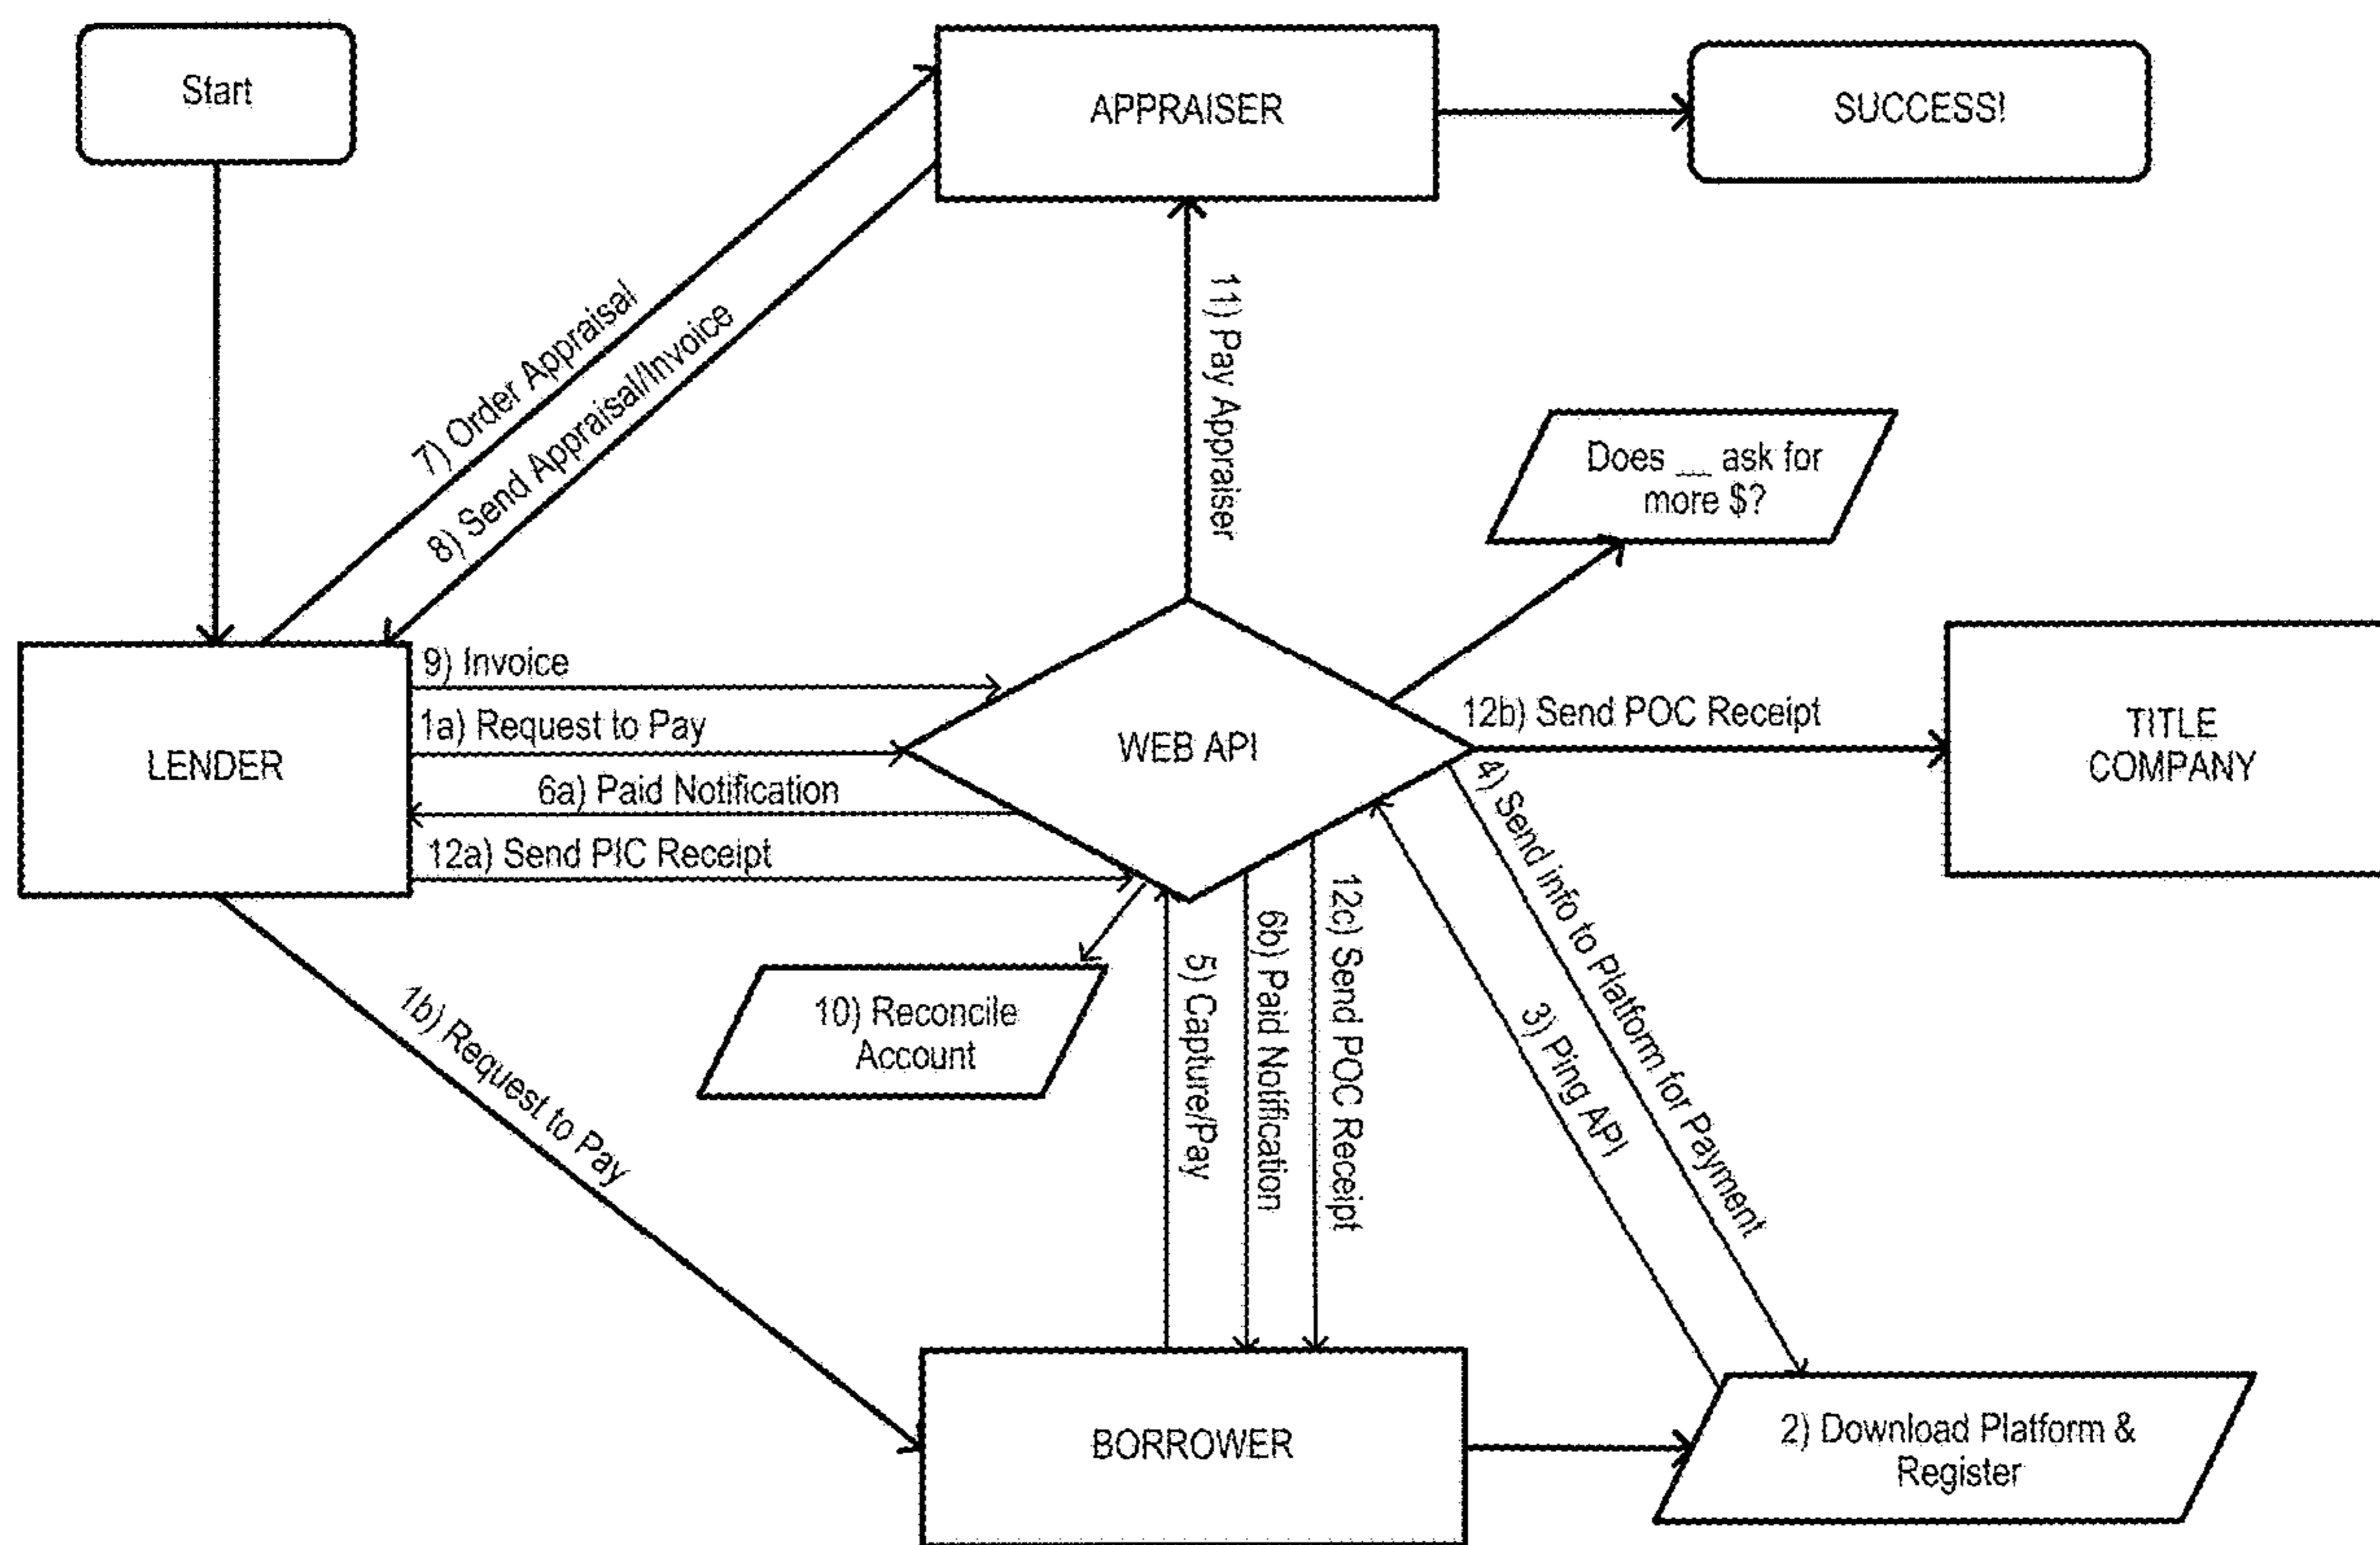 Start
APPRAISER
SUCCESS!
7) Order Appraisal
8) Send Appraisal/Invoice
11) Pay Appraiser
Does __ ask for
more $?
LENDER
9) Invoice
1a) Request to Pay
6a) Paid Notification
12a) Send PIC Receipt
WEB API
12b) Send POC Receipt
TITLE
COMPANY
4) Send info to Platform for Payment
3) Ping API
10) Reconcile
Account
5) Capture/Pay
6b) Paid Notification
12c) Send POC Receipt
1b) Request to Pay
BORROWER
2) Download Platform &
Register